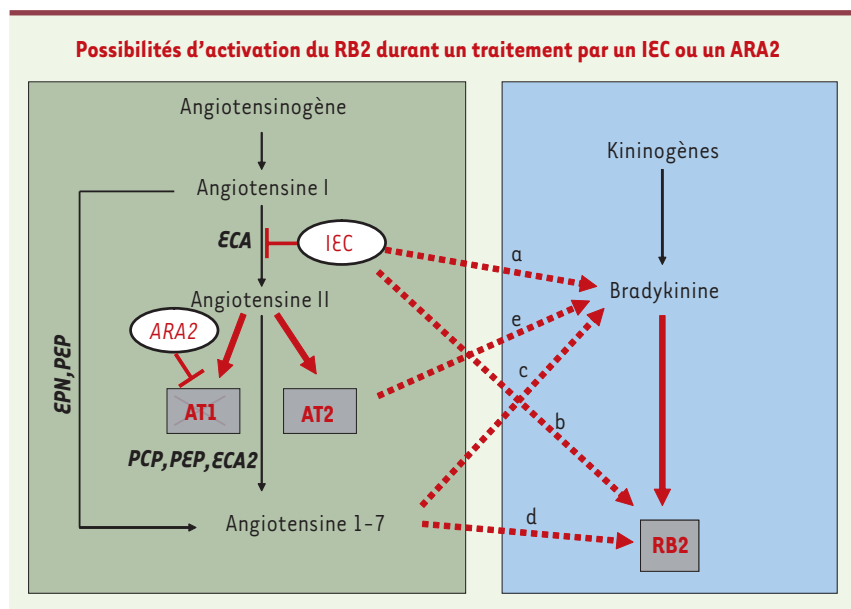 Possibilités d'activation du RB2 durant un traitement par un IEC ou un ARA2
Angiotensinogène
Kininogènes
Angiotensine I
ECA
IEC
a
Angiotensine II
Bradykinine
ARA2
e
EPN, PEP
c
AT1
AT2
b
PCP, PEP, ECA2
Angiotensine 1-7
d
RB2